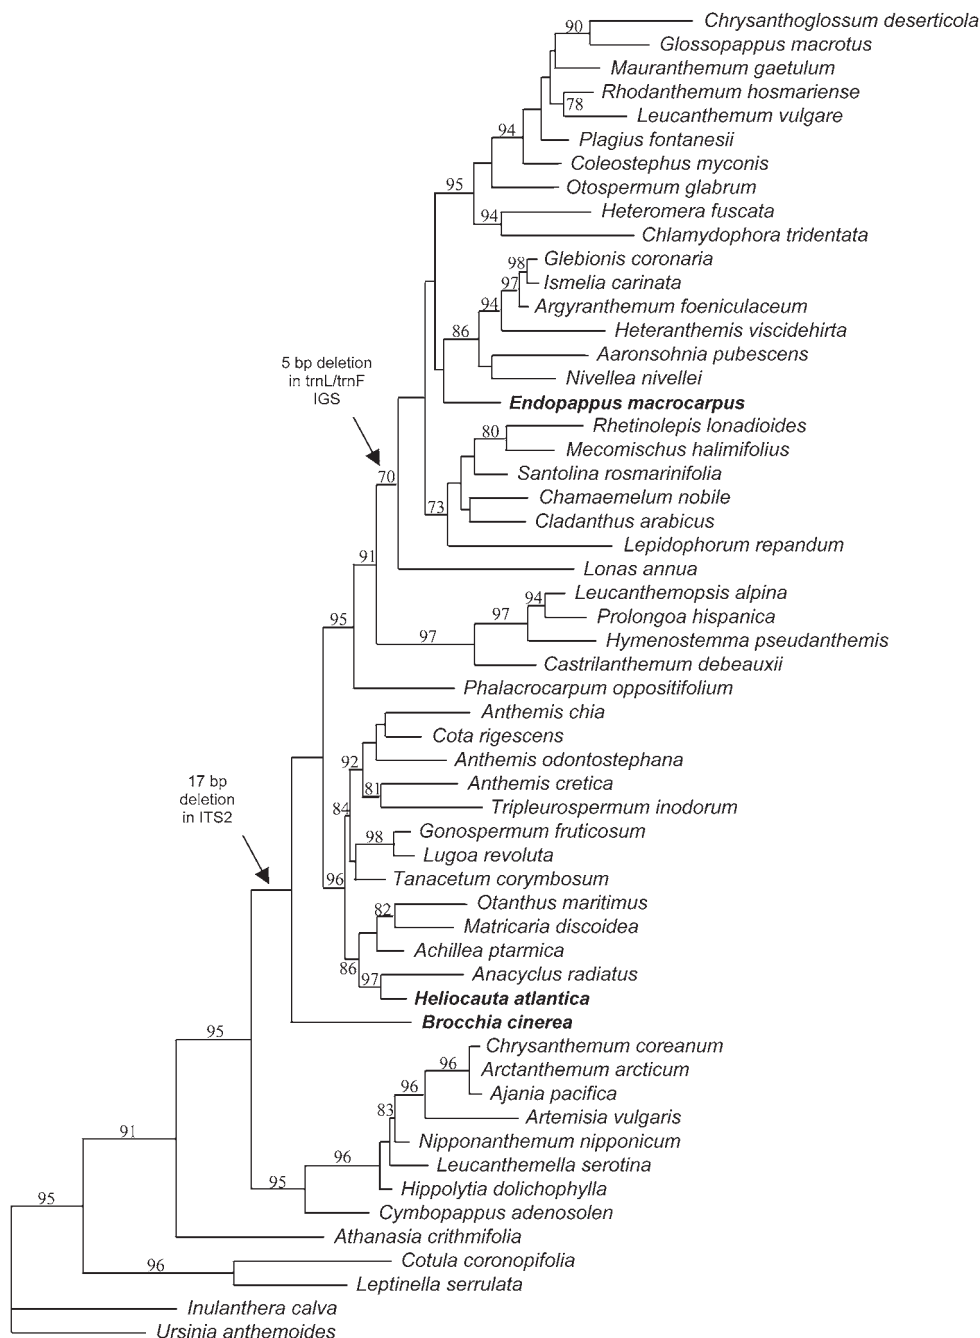 90
Chrysanthoglossum deserticola
Glossopappus macrotus
Mauranthemum gaetulum
Rhodanthemum hosmariense
78
Leucanthemum vulgare
94
Plagius fontanesii
Coleostephus myconis
95
Otospermum glabrum
94
Heteromera fuscata
Chlamydophora tridentata
98
Glebionis coronaria
97
Ismelia carinata
94
Argyranthemum foeniculaceum
86
Heteranthemis viscidehirta
Aaronsohnia pubescens
Nivellea nivellei
5 bp deletion
in trnL/trnF
IGS
Endopappus macrocarpus
80
Rhetinolepis lonadioides
Mecomischus halimifolius
70
Santolina rosmarinifolia
Chamaemelum nobile
73
Cladanthus arabicus
Lepidophorum repandum
91
Lonas annua
94
Leucanthemopsis alpina
97
Prolongoa hispanica
95
97
Hymenostemma pseudanthemis
Castrilanthemum debeauxii
Phalacrocarpum oppositifolium
Anthemis chia
Cota rigescens
92
Anthemis odontostephana
81
Anthemis cretica
17 bp
deletion
in ITS2
84
Tripleurospermum inodorum
98
Gonospermum fruticosum
Lugoa revoluta
96
Tanacetum corymbosum
82
Otanthus maritimus
Matricaria discoidea
Achillea ptarmica
86
97
Anacyclus radiatus
Heliocauta atlantica
Brocchia cinerea
95
Chrysanthemum coreanum
96
Arctanthemum arcticum
96
Ajania pacifica
83
Artemisia vulgaris
91
Nipponanthemum nipponicum
96
Leucanthemella serotina
95
95
Hippolytia dolichophylla
Cymbopappus adenosolen
Athanasia crithmifolia
96
Cotula coronopifolia
Leptinella serrulata
Inulanthera calva
Ursinia anthemoides